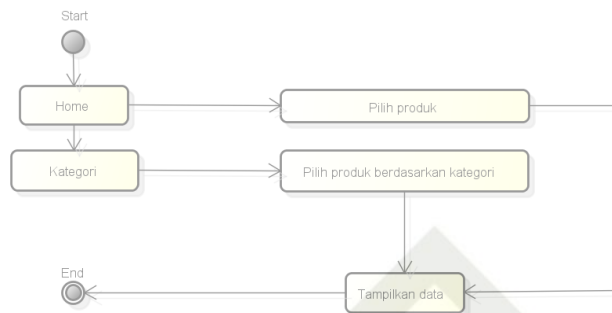 Start
Home
Pilih produk
Kategori
Pilih produk berdasarkan kategori
End
Tampilkan data